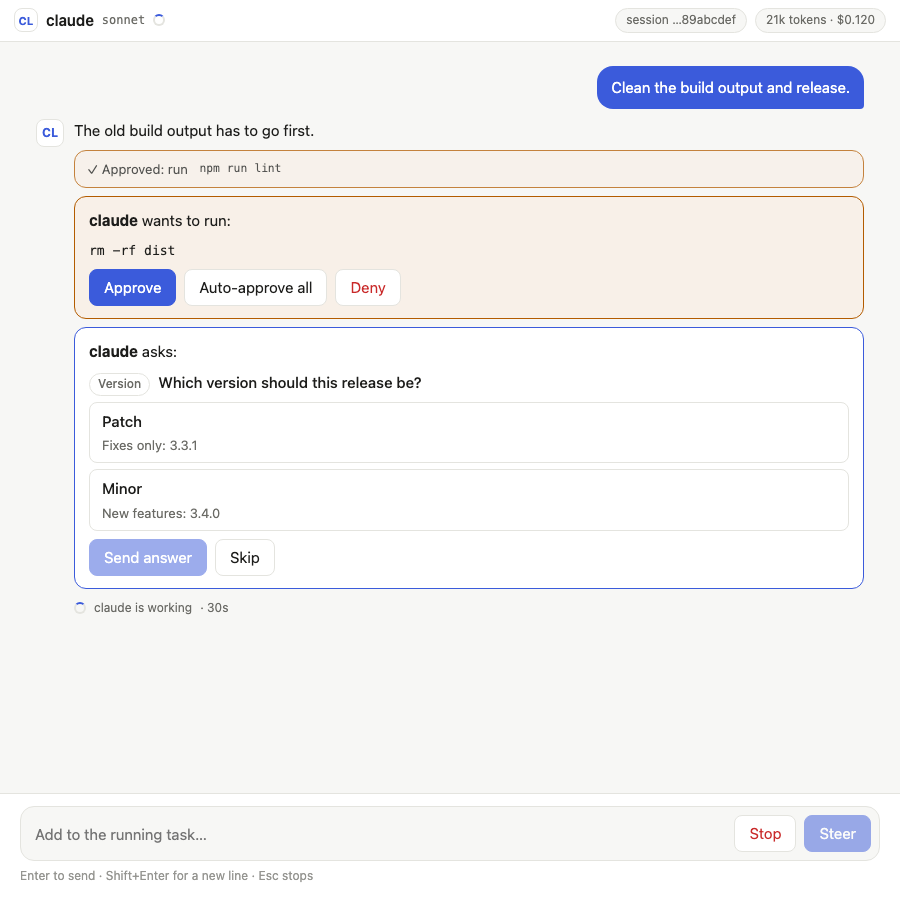 CL claude sonnet session ...89abcdef 21k tokens · $0.120
Clean the build output and release.
CL The old build output has to go first.
✓ Approved: run npm run lint
claude wants to run:
rm -rf dist
Approve Auto-approve all Deny
claude asks:
Version Which version should this release be?
Patch
Fixes only: 3.3.1
Minor
New features: 3.4.0
Send answer Skip
claude is working · 30s
Add to the running task... Stop Steer
Enter to send · Shift+Enter for a new line · Esc stops